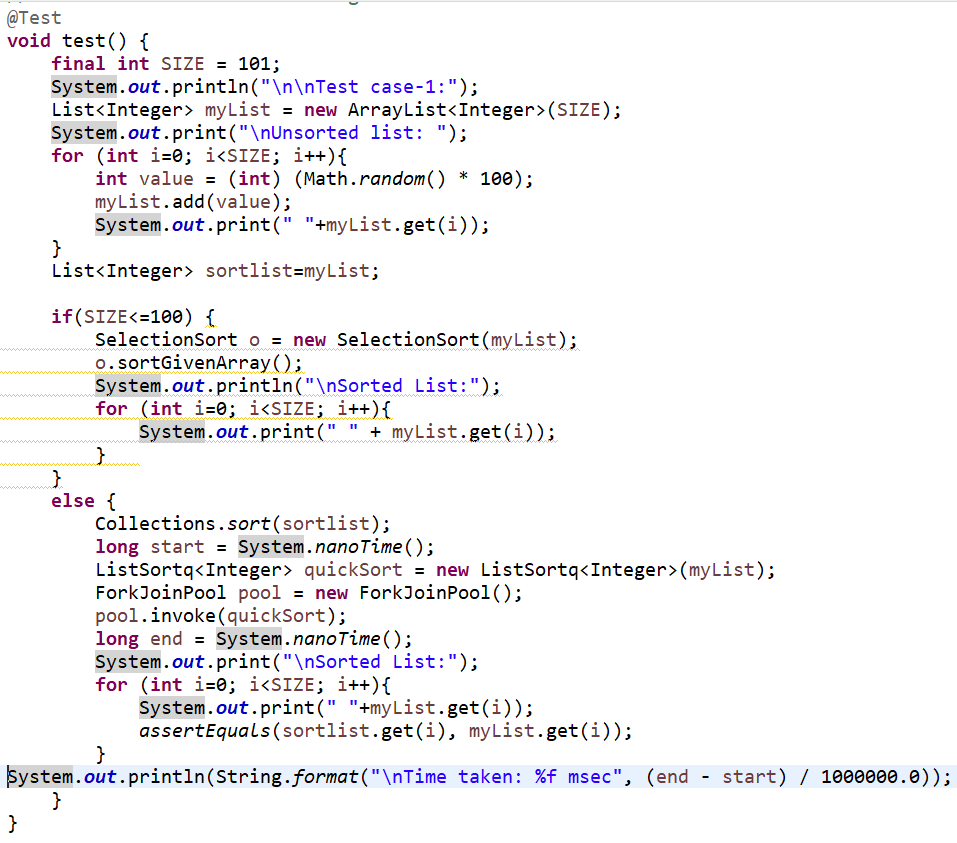 @Test
void test() {
    final int SIZE = 101;
    System.out.println("\n\nTest case-1:");
    List<Integer> myList = new ArrayList<Integer>(SIZE);
    System.out.print("\nUnsorted list: ");
    for (int i=0; i<SIZE; i++){
        int value = (int) (Math.random() * 100);
        myList.add(value);
        System.out.print(" "+myList.get(i));
    }
    List<Integer> sortlist=myList;

    if(SIZE<=100) {
        SelectionSort o = new SelectionSort(myList);
        o.sortGivenArray();
        System.out.println("\nSorted List:");
        for (int i=0; i<SIZE; i++){
            System.out.print(" " + myList.get(i));
        }
    }
    else {
        Collections.sort(sortlist);
        long start = System.nanoTime();
        ListSortq<Integer> quickSort = new ListSortq<Integer>(myList);
        ForkJoinPool pool = new ForkJoinPool();
        pool.invoke(quickSort);
        long end = System.nanoTime();
        System.out.print("\nSorted List:");
        for (int i=0; i<SIZE; i++){
            System.out.print(" "+myList.get(i));
            assertEquals(sortlist.get(i), myList.get(i));
        }
System.out.println(String.format("\nTime taken: %f msec", (end - start) / 1000000.0));
    }
}